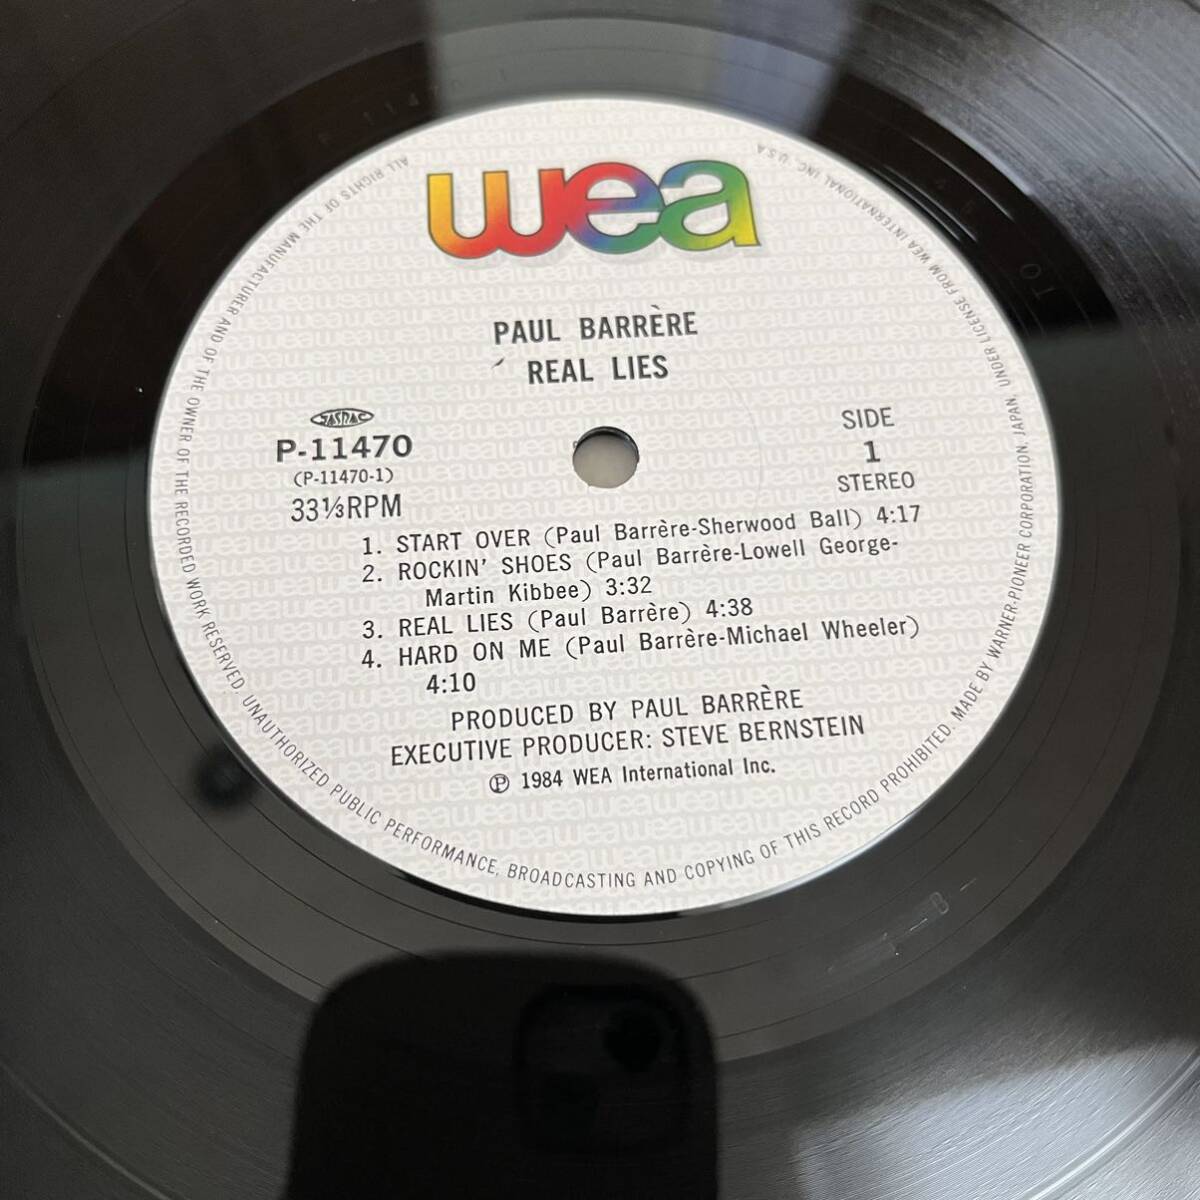 wea
PAUL BARRÈRE
REAL LIES
JASRAC
P-11470
(P-11470-1)
33⅓RPM
SIDE
1
STEREO
1. START OVER (Paul Barrère-Sherwood Ball) 4:17
2. ROCKIN' SHOES (Paul Barrère-Lowell George-
Martin Kibbee) 3:32
3. REAL LIES (Paul Barrère) 4:38
4. HARD ON ME (Paul Barrère-Michael Wheeler)
4:10
PRODUCED BY PAUL BARRÈRE
EXECUTIVE PRODUCER: STEVE BERNSTEIN
Ⓟ 1984 WEA International Inc.
ALL RIGHTS OF THE MANUFACTURER AND OF THE OWNER OF THE RECORDED WORK RESERVED. UNAUTHORIZED PUBLIC PERFORMANCE, BROADCASTING AND COPYING OF THIS RECORD PROHIBITED. MADE BY WARNER-PIONEER CORPORATION, JAPAN. UNDER LICENSE FROM WEA INTERNATIONAL INC. U.S.A.